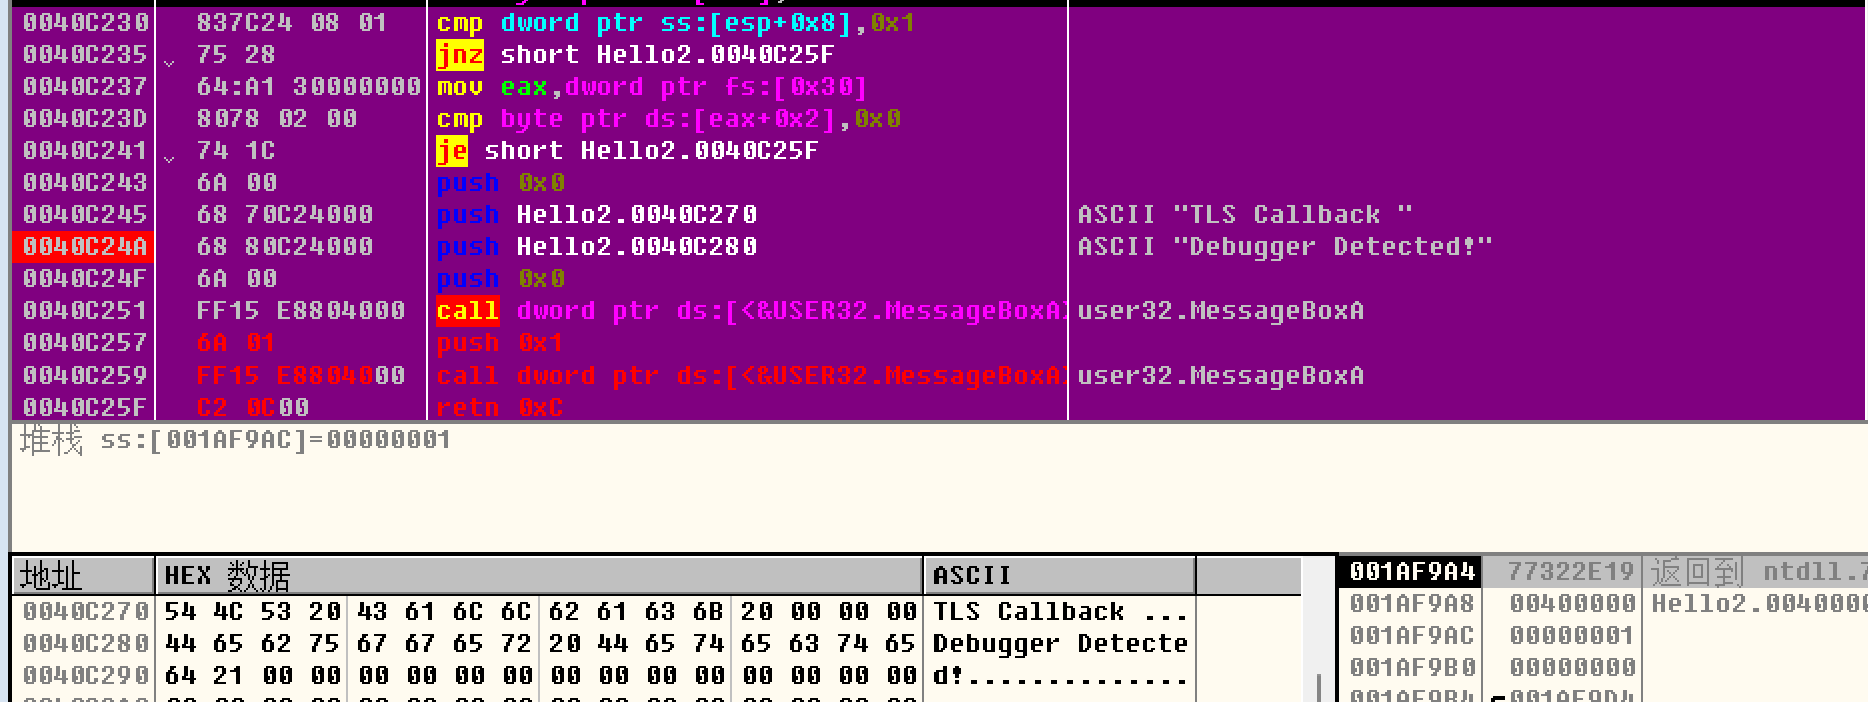 0040C230 837C24 08 01 cmp dword ptr ss:[esp+0x8],0x1
0040C235 75 28 jnz short Hello2.0040C25F
0040C237 64:A1 30000000 mov eax,dword ptr fs:[0x30]
0040C23D 8078 02 00 cmp byte ptr ds:[eax+0x2],0x0
0040C241 74 1C je short Hello2.0040C25F
0040C243 6A 00 push 0x0
0040C245 68 70C24000 push Hello2.0040C270 ASCII "TLS Callback "
0040C24A 68 80C24000 push Hello2.0040C280 ASCII "Debugger Detected!"
0040C24F 6A 00 push 0x0
0040C251 FF15 E8804000 call dword ptr ds:[<&USER32.MessageBoxA> user32.MessageBoxA
0040C257 6A 01 push 0x1
0040C259 FF15 E8804000 call dword ptr ds:[<&USER32.MessageBoxA> user32.MessageBoxA
0040C25F C2 0C00 retn 0xC
堆栈 ss:[001AF9AC]=00000001
地址 HEX 数据 ASCII
0040C270 54 4C 53 20 43 61 6C 6C 62 61 63 6B 20 00 00 00 TLS Callback ...
0040C280 44 65 62 75 67 67 65 72 20 44 65 74 65 63 74 65 Debugger Detecte
0040C290 64 21 00 00 00 00 00 00 00 00 00 00 00 00 00 00 d!..............
001AF9A4 77322E19 返回到 ntdll.7
001AF9A8 00400000 Hello2.0040000
001AF9AC 00000001
001AF9B0 00000000
001AF9B4 001AF9D4